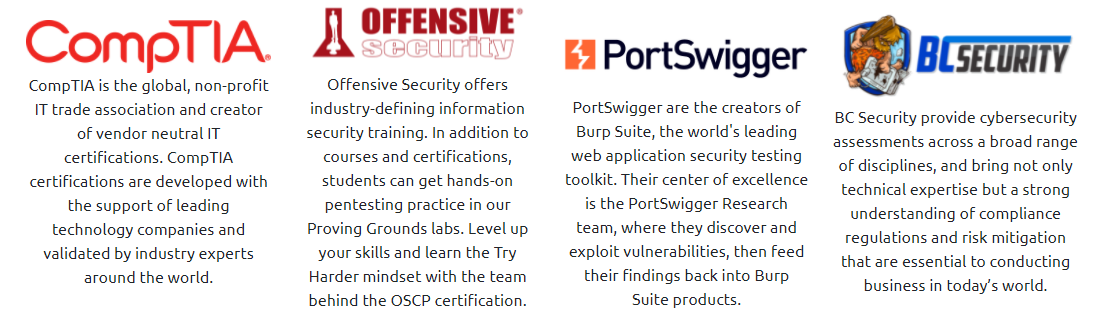 CompTIA.
CompTIA is the global, non-profit
IT trade association and creator
of vendor neutral IT
certifications. CompTIA
certifications are developed with
the support of leading
technology companies and
validated by industry experts
around the world.
OFFENSIVE®
security
Offensive Security offers
industry-defining information
security training. In addition to
courses and certifications,
students can get hands-on
pentesting practice in our
Proving Grounds labs. Level up
your skills and learn the Try
Harder mindset with the team
behind the OSCP certification.
PortSwigger
PortSwigger are the creators of
Burp Suite, the world's leading
web application security testing
toolkit. Their center of excellence
is the PortSwigger Research
team, where they discover and
exploit vulnerabilities, then feed
their findings back into Burp
Suite products.
BC SECURITY
BC Security provide cybersecurity
assessments across a broad range
of disciplines, and bring not only
technical expertise but a strong
understanding of compliance
regulations and risk mitigation
that are essential to conducting
business in today’s world.